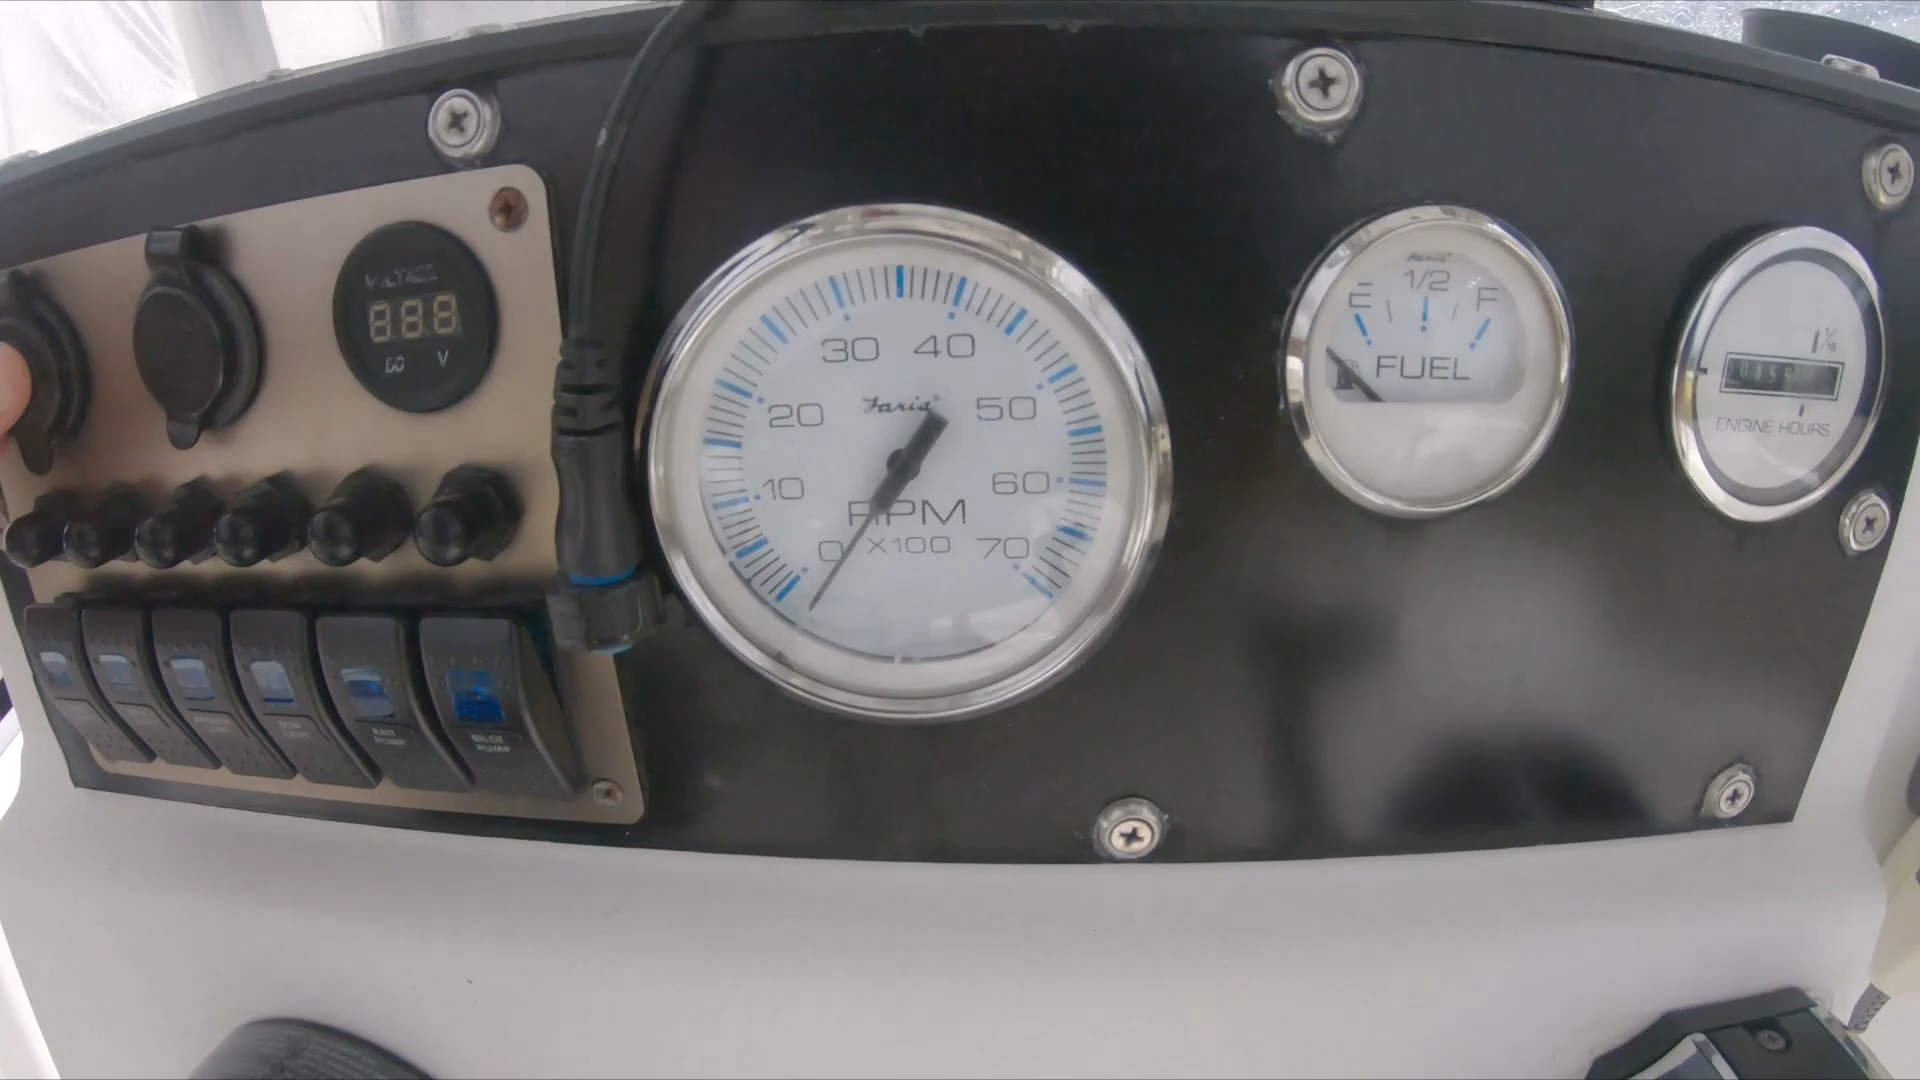 VOLTAGE
888
DC V
30 40
Faria®
20 50
10 60
RPM
0 X100 70
Faria®
1/2
E F
FUEL
1/10
ENGINE HOURS
BAIT
PUMP
BILGE
PUMP